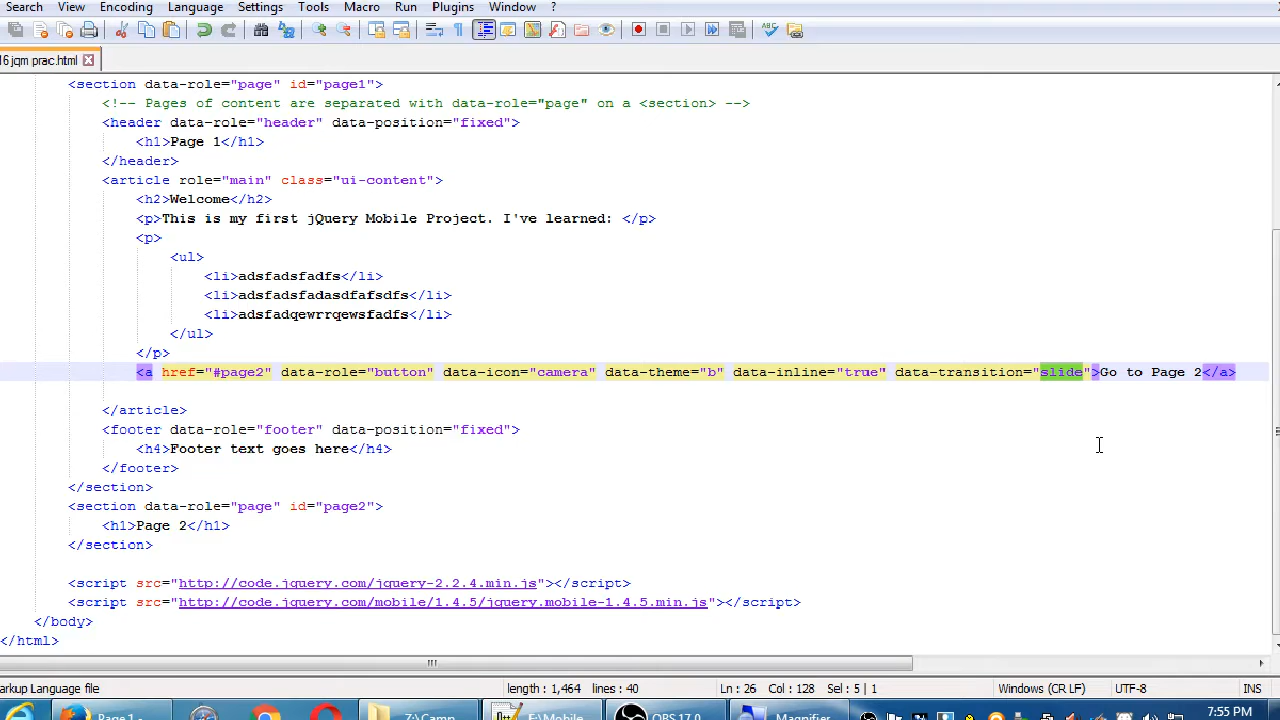 Search View Encoding Language Settings Tools Macro Run Plugins Window ?
16 jqm prac.html
<section data-role="page" id="page1">
<!-- Pages of content are separated with data-role="page" on a <section> -->
<header data-role="header" data-position="fixed">
<h1>Page 1</h1>
</header>
<article role="main" class="ui-content">
<h2>Welcome</h2>
<p>This is my first jQuery Mobile Project. I've learned: </p>
<p>
<ul>
<li>adsfadsfadfs</li>
<li>adsfadsfadasdfafsdfs</li>
<li>adsfadqewrrqewsfadfs</li>
</ul>
</p>
<a href="#page2" data-role="button" data-icon="camera" data-theme="b" data-inline="true" data-transition="slide">Go to Page 2</a>
</article>
<footer data-role="footer" data-position="fixed">
<h4>Footer text goes here</h4>
</footer>
</section>
<section data-role="page" id="page2">
<h1>Page 2</h1>
</section>
<script src="http://code.jquery.com/jquery-2.2.4.min.js"></script>
<script src="http://code.jquery.com/mobile/1.4.5/jquery.mobile-1.4.5.min.js"></script>
</body>
</html>
arkup Language file length : 1,464 lines : 40 Ln : 26 Col : 128 Sel : 5 | 1 Windows (CR LF) UTF-8 INS
Page 1 - Z:\Camp E:\Mobile OBS 17.0 Magnifier 7:55 PM